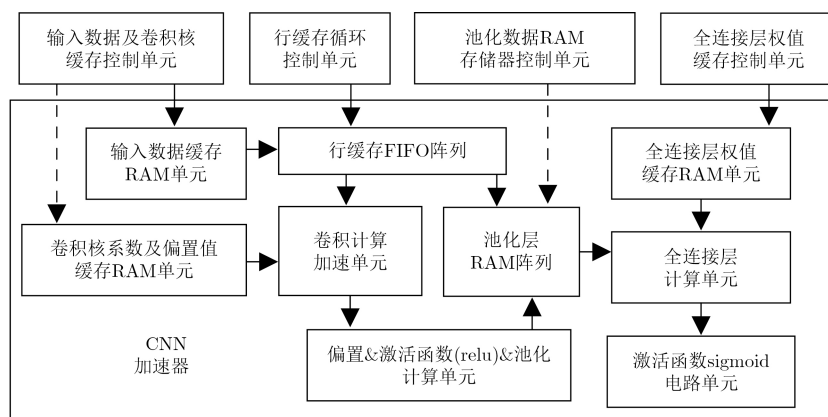 输入数据及卷积核
缓存控制单元
行缓存循环
控制单元
池化数据RAM
存储器控制单元
全连接层权值
缓存控制单元
输入数据缓存
RAM单元
行缓存FIFO阵列
全连接层权值
缓存RAM单元
卷积核系数及偏置值
缓存RAM单元
卷积计算
加速单元
池化层
RAM阵列
全连接层
计算单元
CNN
加速器
偏置&激活函数(relu)&池化
计算单元
激活函数sigmoid
电路单元